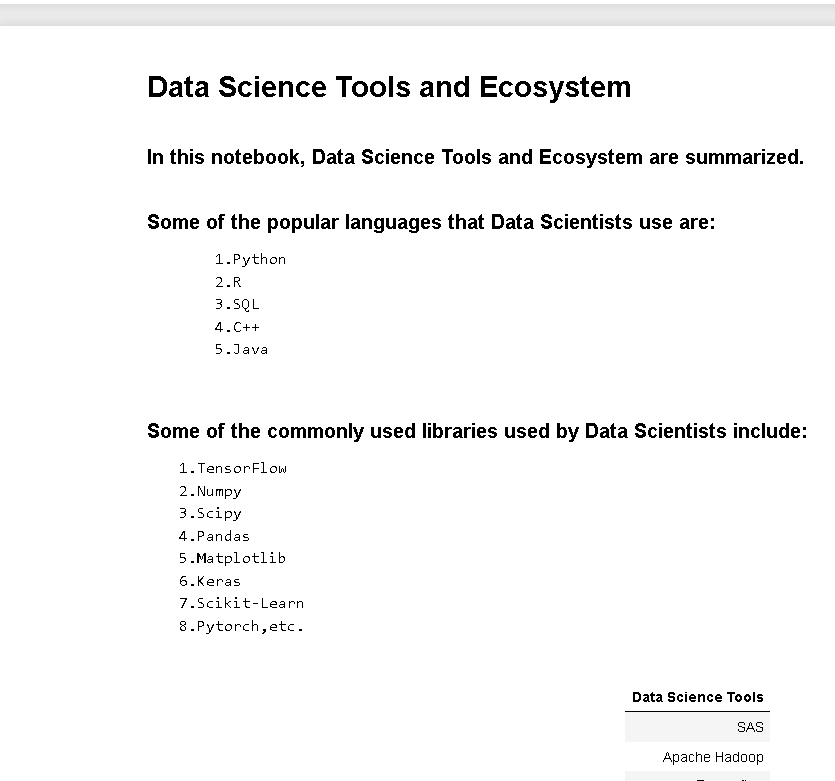 Data Science Tools and Ecosystem
In this notebook, Data Science Tools and Ecosystem are summarized.
Some of the popular languages that Data Scientists use are:
1.Python
2.R
3.SQL
4.C++
5.Java
Some of the commonly used libraries used by Data Scientists include:
1.TensorFlow
2.Numpy
3.Scipy
4.Pandas
5.Matplotlib
6.Keras
7.Scikit-Learn
8.Pytorch,etc.
Data Science Tools
SAS
Apache Hadoop